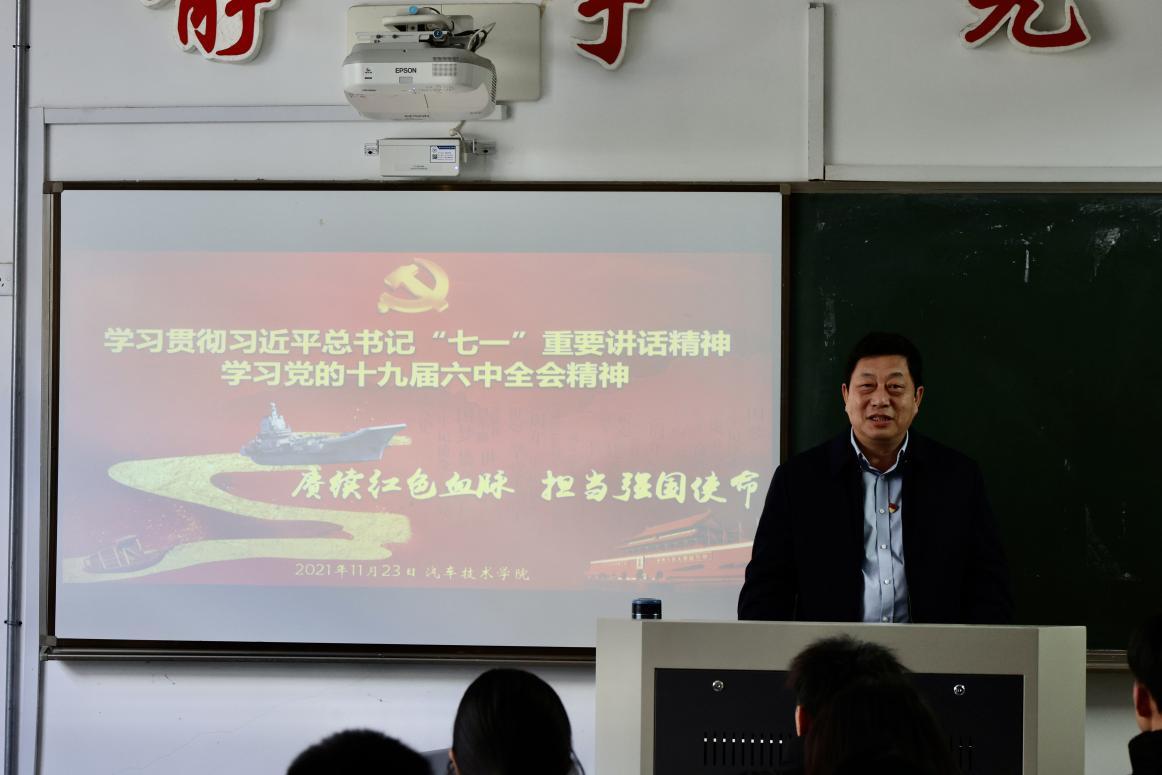 静 学 究
EPSON
学习贯彻习近平总书记“七一”重要讲话精神
学习党的十九届六中全会精神
赓续红色血脉 担当强国使命
2021年11月23日 汽车技术学院